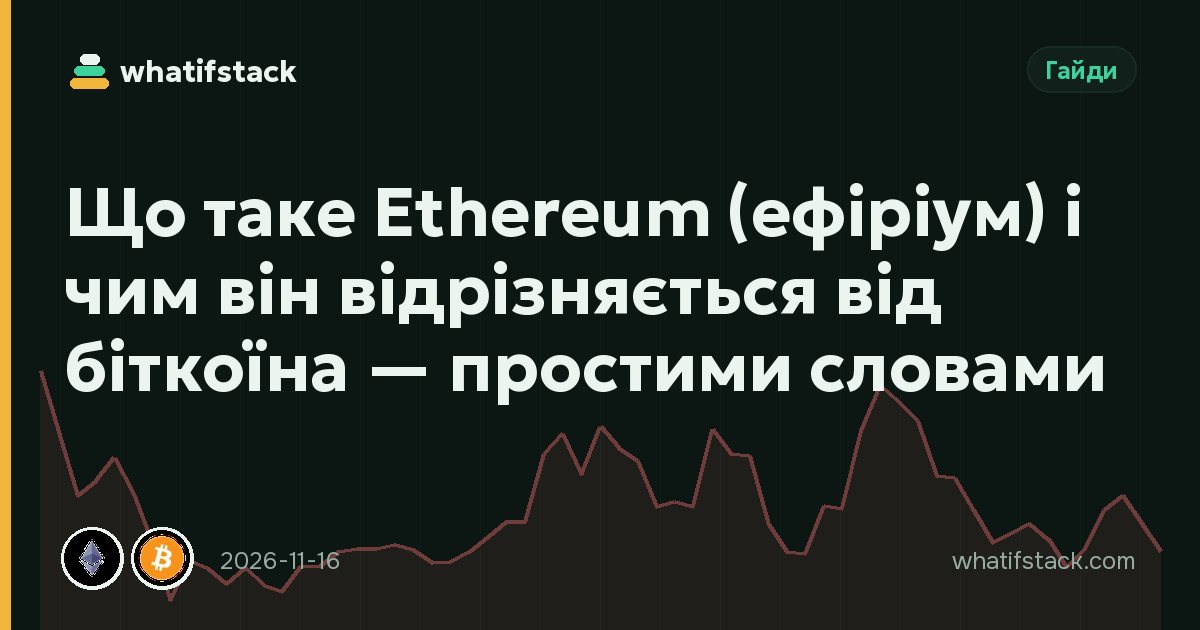 whatifstack
Гайди
Що таке Ethereum (ефіріум) і
чим він відрізняється від
біткоїна — простими словами
2026-11-16
whatifstack.com